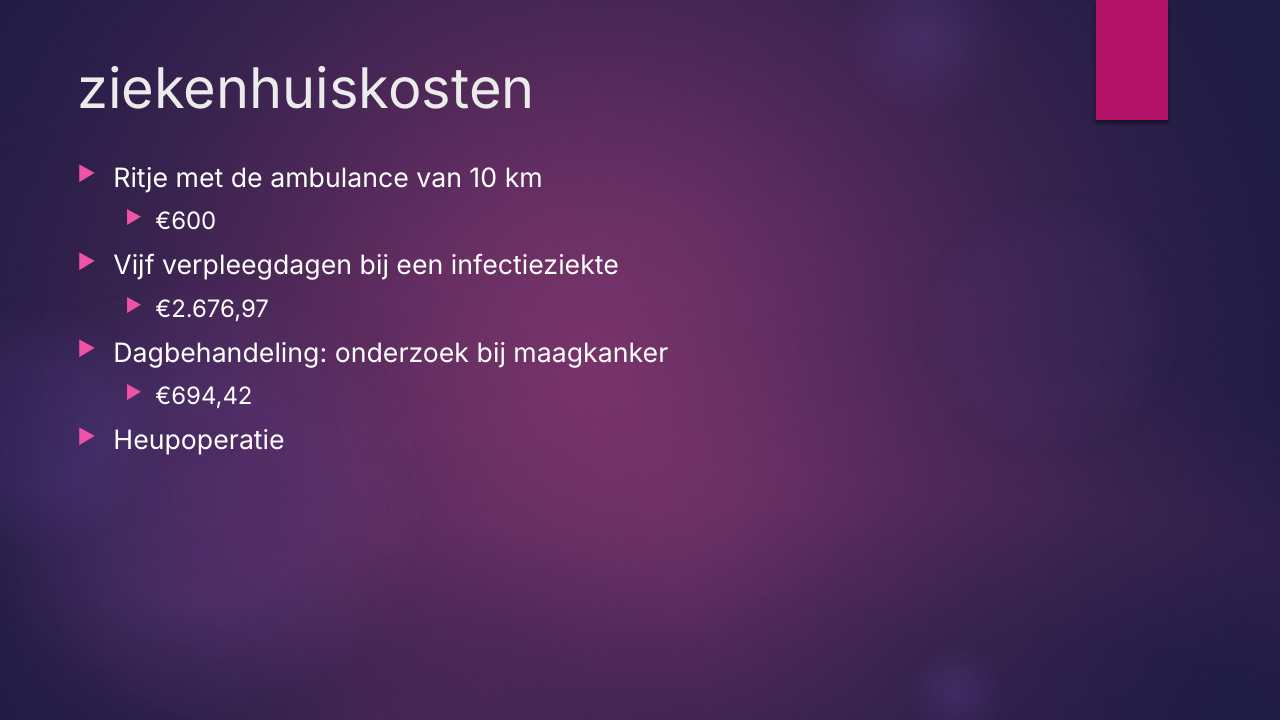 ziekenhuiskosten
Ritje met de ambulance van 10 km
€600
Vijf verpleegdagen bij een infectieziekte
€2.676,97
Dagbehandeling: onderzoek bij maagkanker
€694,42
Heupoperatie